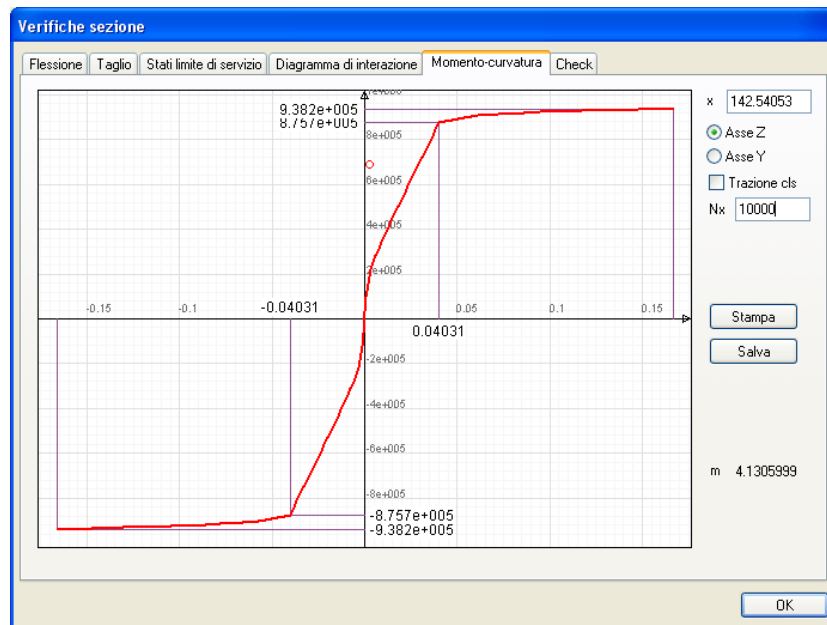 Verifiche sezione
Flessione Taglio Stati limite di servizio Diagramma di interazione Momento-curvatura Check
9.382e+005
8.757e+005
8e+005
6e+005
4e+005
2e+005
-0.15 -0.1 -0.04031 0.05 0.1 0.15
0.04031
-2e+005
-4e+005
-6e+005
-8e+005
-8.757e+005
-9.382e+005
x 142.54053
Asse Z
Asse Y
Trazione cls
Nx 10000
Stampa
Salva
m 4.1305999
OK